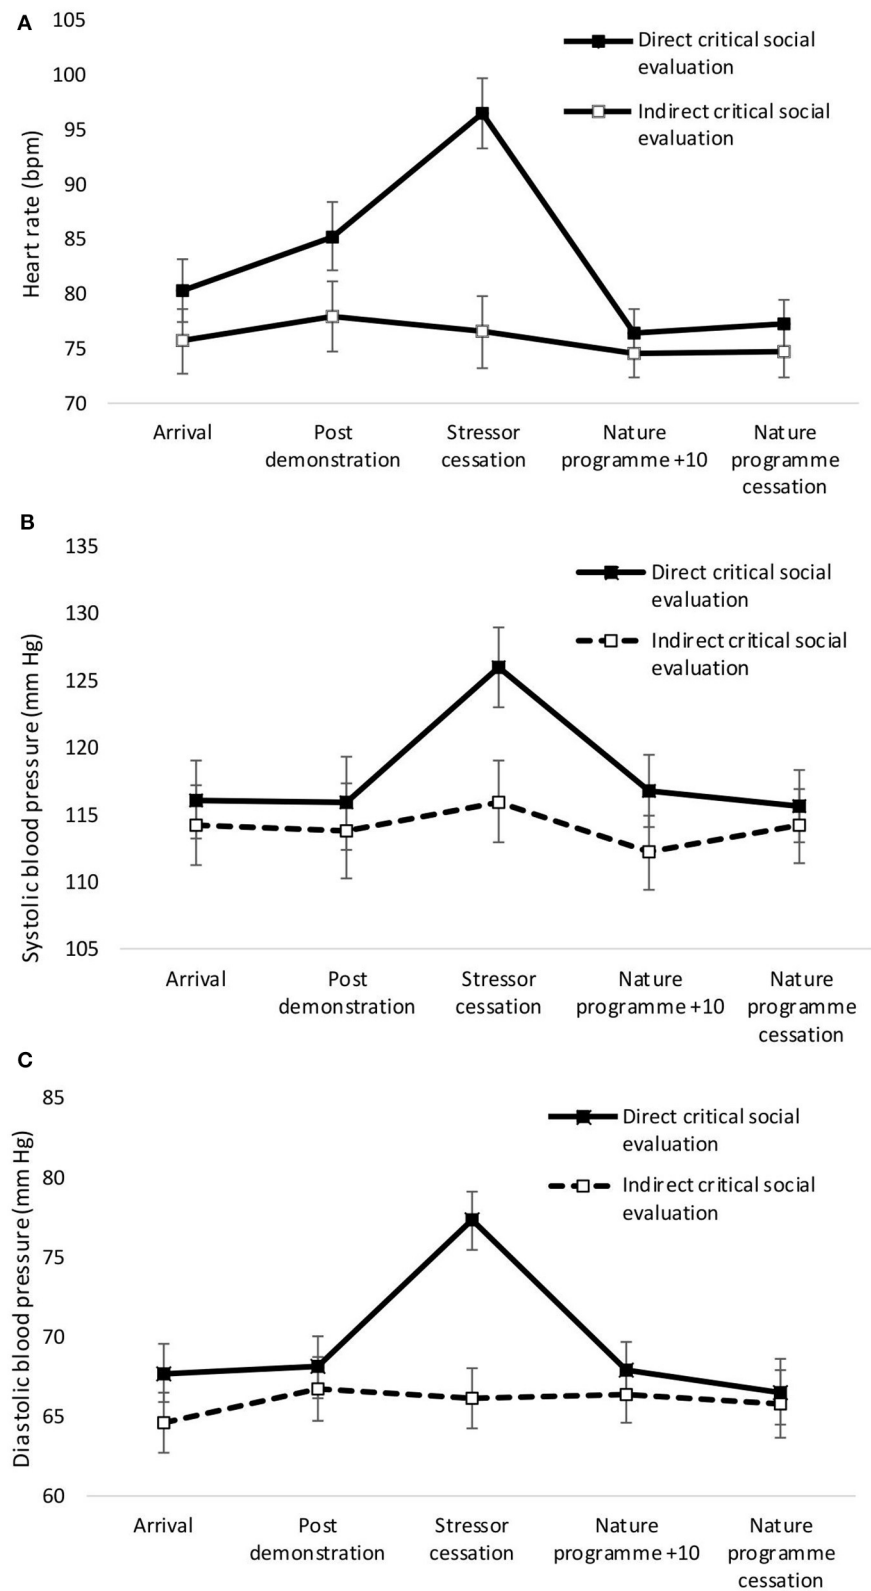 A
105
100
95
90
85
80
75
70
Heart rate (bpm)
Direct critical social
evaluation
Indirect critical social
evaluation
Arrival
Post
demonstration
Stressor
cessation
Nature
programme +10
Nature
programme
cessation
B
135
130
125
120
115
110
105
Systolic blood pressure (mm Hg)
Direct critical social
evaluation
Indirect critical social
evaluation
Arrival
Post
demonstration
Stressor
cessation
Nature
programme +10
Nature
programme
cessation
C
85
80
75
70
65
60
Diastolic blood pressure (mm Hg)
Direct critical social
evaluation
Indirect critical social
evaluation
Arrival
Post
demonstration
Stressor
cessation
Nature
programme +10
Nature
programme
cessation